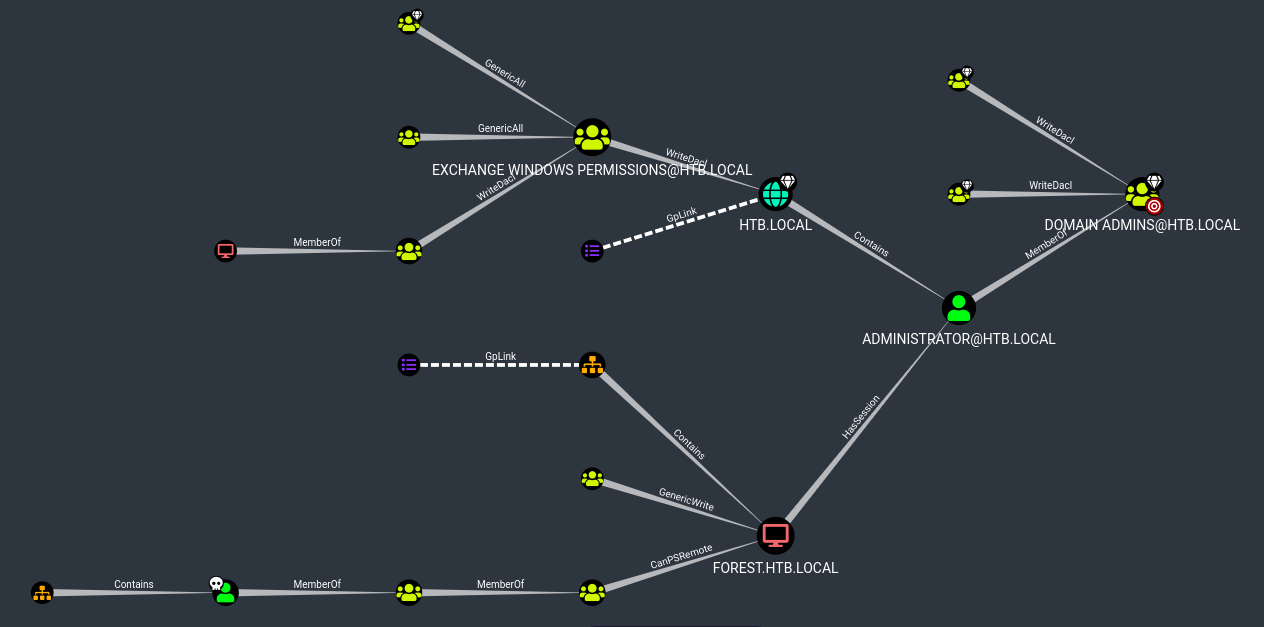 GenericAll
WriteDacl
GenericAll
WriteDacl
EXCHANGE WINDOWS PERMISSIONS@HTB.LOCAL
WriteDacl
WriteDacl
GpLink
HTB.LOCAL
DOMAIN ADMINS@HTB.LOCAL
MemberOf
Contains
MemberOf
ADMINISTRATOR@HTB.LOCAL
GpLink
HasSession
Contains
GenericWrite
CanPSRemote
FOREST.HTB.LOCAL
Contains
MemberOf
MemberOf